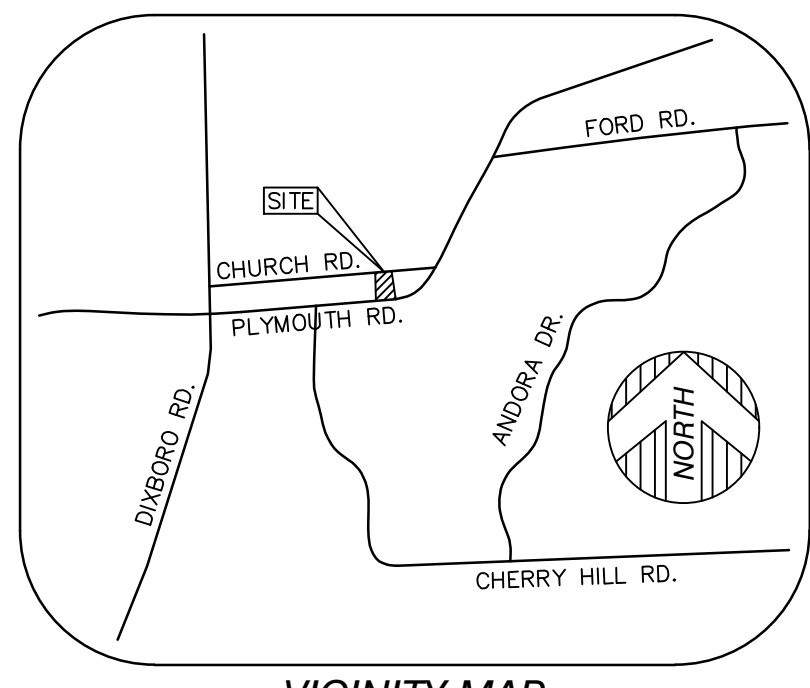 FORD RD.
SITE
CHURCH RD.
PLYMOUTH RD.
ANDORA DR.
DIXBORO RD.
NORTH
CHERRY HILL RD.
VICINITY MAP